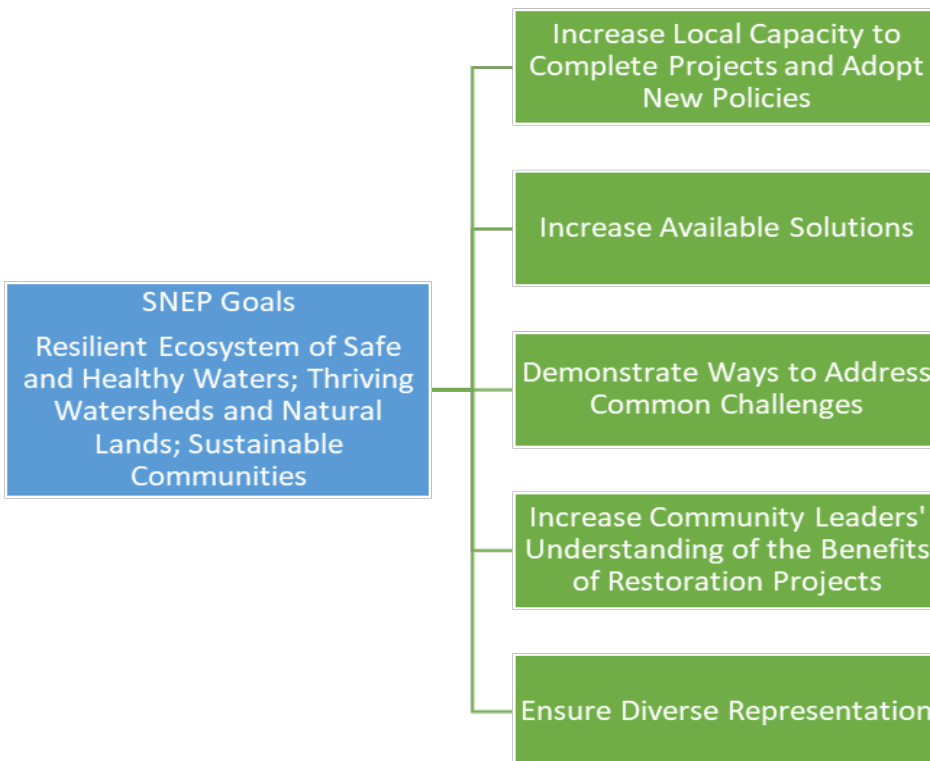 Increase Local Capacity to
Complete Projects and Adopt
New Policies
Increase Available Solutions
SNEP Goals
Resilient Ecosystem of Safe
and Healthy Waters; Thriving
Watersheds and Natural
Lands; Sustainable
Communities
Demonstrate Ways to Address
Common Challenges
Increase Community Leaders'
Understanding of the Benefits
of Restoration Projects
Ensure Diverse Representation